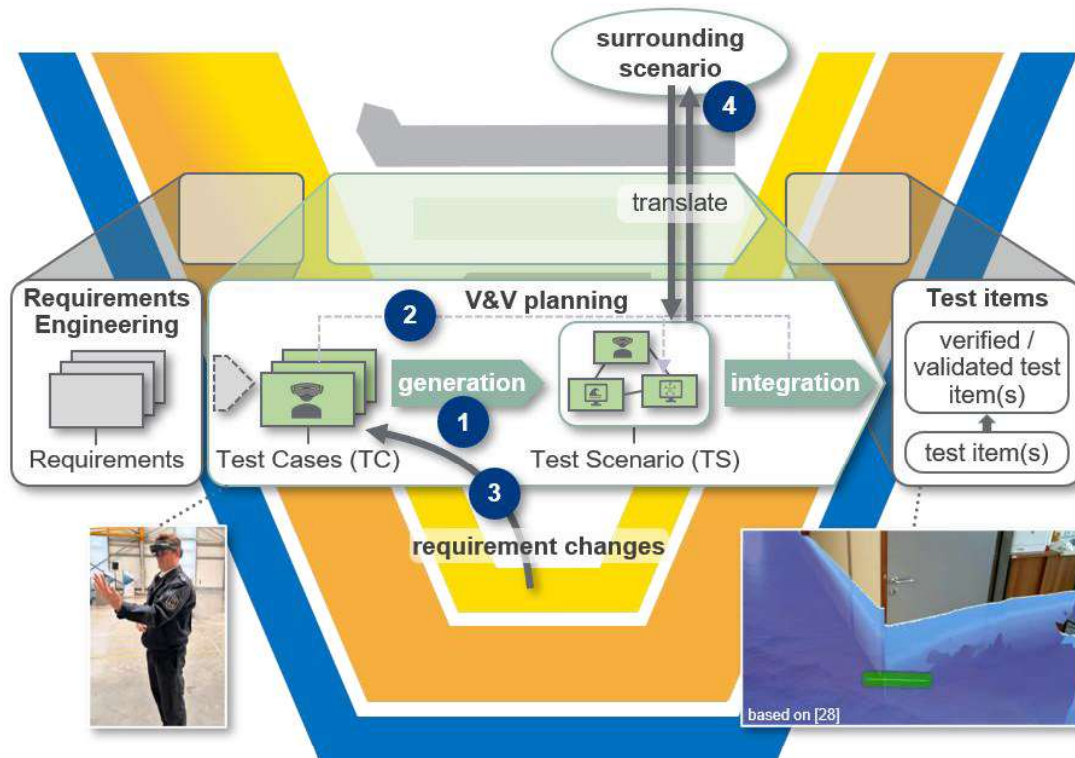 surrounding
scenario
4
translate
Requirements
Engineering
Requirements
V&V planning
2
generation
integration
1
Test Cases (TC)
Test Scenario (TS)
3
requirement changes
Test items
verified /
validated test
item(s)
test item(s)
based on [28]